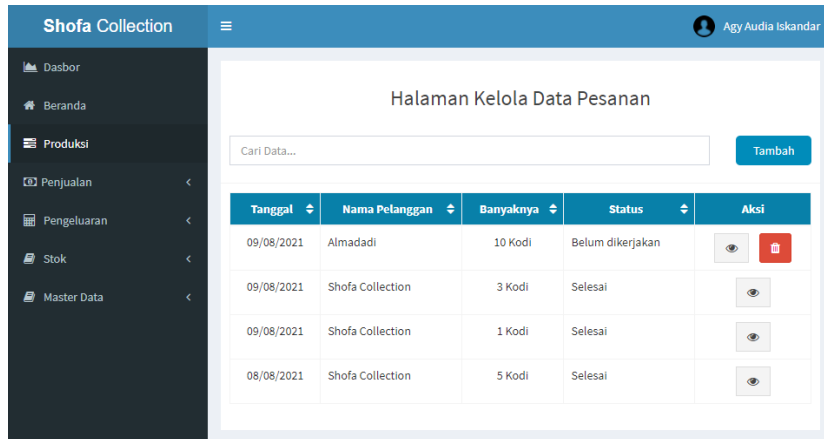 Shofa Collection
Agy Audia Iskandar
Dasbor
Beranda
Produksi
Penjualan
Pengeluaran
Stok
Master Data
Halaman Kelola Data Pesanan
Cari Data...
Tambah
Tanggal Nama Pelanggan Banyaknya Status Aksi
09/08/2021 Almadadi 10 Kodi Belum dikerjakan
09/08/2021 Shofa Collection 3 Kodi Selesai
09/08/2021 Shofa Collection 1 Kodi Selesai
08/08/2021 Shofa Collection 5 Kodi Selesai